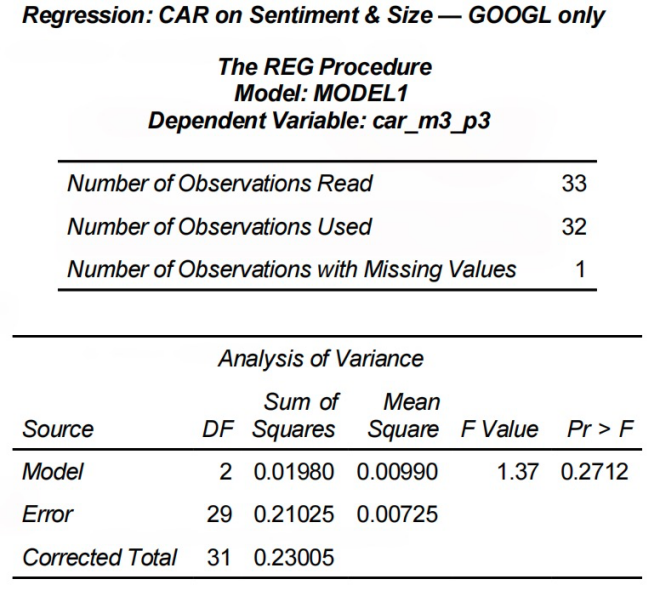 Regression: CAR on Sentiment & Size — GOOGL only
The REG Procedure
Model: MODEL1
Dependent Variable: car_m3_p3
Number of Observations Read 33
Number of Observations Used 32
Number of Observations with Missing Values 1
Analysis of Variance
Sum of Mean
Source DF Squares Square F Value Pr > F
Model 2 0.01980 0.00990 1.37 0.2712
Error 29 0.21025 0.00725
Corrected Total 31 0.23005